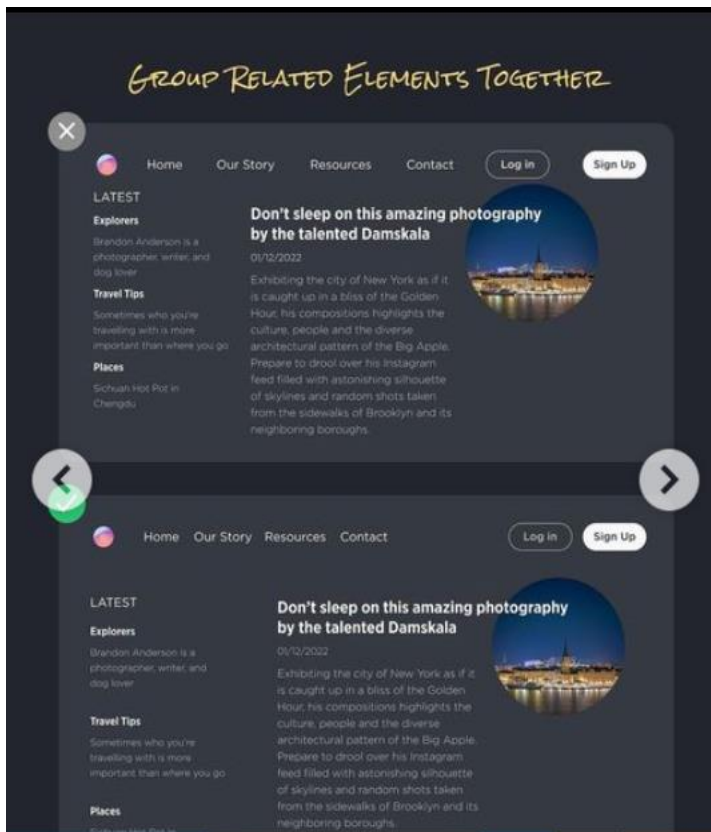 GROUP RELATED ELEMENTS TOGETHER
Home Our Story Resources Contact Log in Sign Up
LATEST
Explorers
Brandon Anderson is a
photographer, writer, and
dog lover
Travel Tips
Sometimes who you're
travelling with is more
important than where you go
Places
Sichuan Hot Pot in
Chengdu
Don't sleep on this amazing photography
by the talented Damskala
01/12/2022
Exhibiting the city of New York as if it
is caught up in a bliss of the Golden
Hour, his compositions highlights the
culture, people and the diverse
architectural pattern of the Big Apple.
Prepare to drool over his Instagram
feed filled with astonishing silhouette
of skylines and random shots taken
from the sidewalks of Brooklyn and its
neighboring boroughs.
Home Our Story Resources Contact Log in Sign Up
LATEST
Explorers
Brandon Anderson is a
photographer, writer, and
dog lover
Travel Tips
Sometimes who you're
travelling with is more
important than where you go
Places
Sichuan Hot Pot in
Don't sleep on this amazing photography
by the talented Damskala
01/12/2022
Exhibiting the city of New York as if it
is caught up in a bliss of the Golden
Hour, his compositions highlights the
culture, people and the diverse
architectural pattern of the Big Apple.
Prepare to drool over his Instagram
feed filled with astonishing silhouette
of skylines and random shots taken
from the sidewalks of Brooklyn and its
neighboring boroughs.